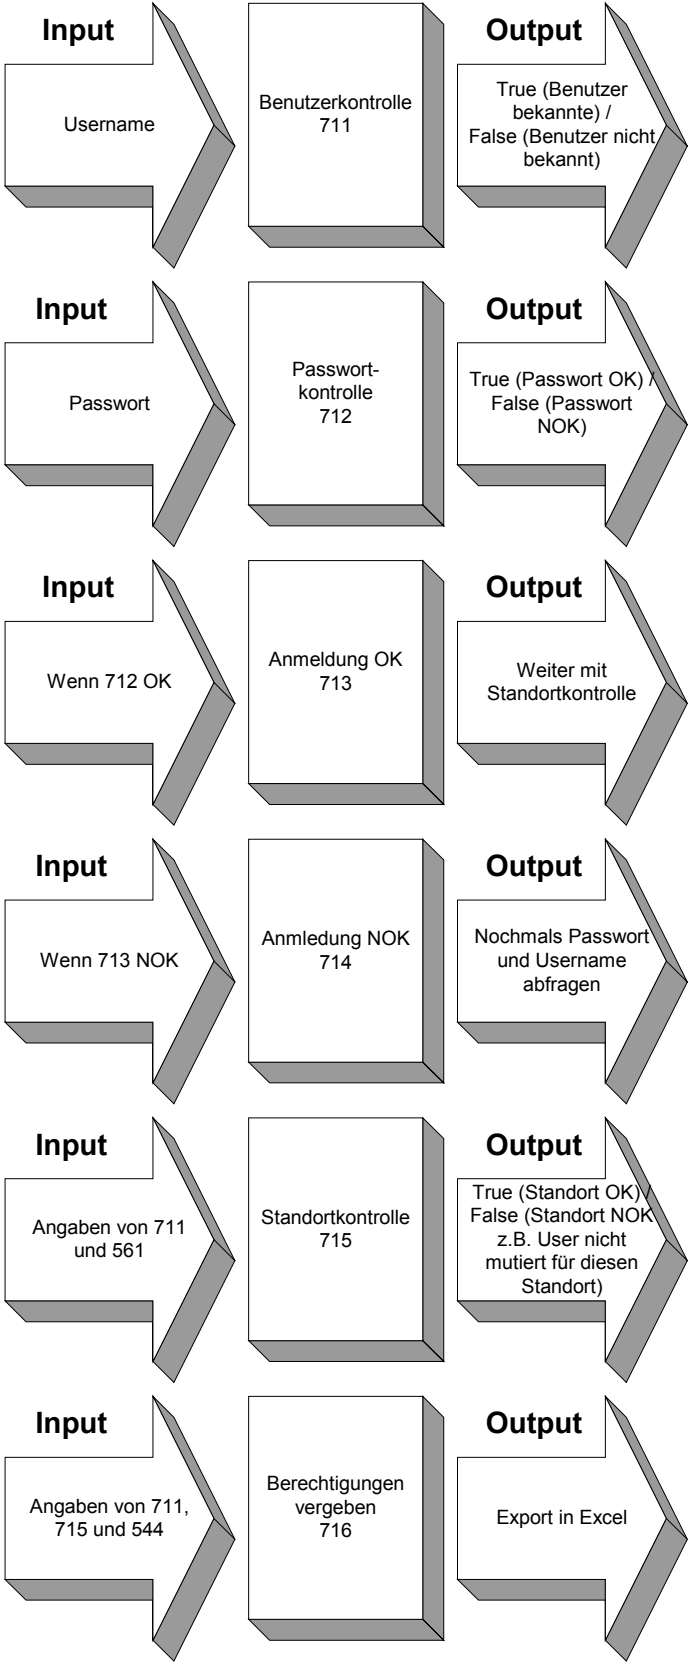 Input
Username
Benutzerkontrolle
711
Output
True (Benutzer
bekannte) /
False (Benutzer nicht
bekannt)
Input
Passwort
Passwort-
kontrolle
712
Output
True (Passwort OK) /
False (Passwort
NOK)
Input
Wenn 712 OK
Anmeldung OK
713
Output
Weiter mit
Standortkontrolle
Input
Wenn 713 NOK
Anmledung NOK
714
Output
Nochmals Passwort
und Username
abfragen
Input
Angaben von 711
und 561
Standortkontrolle
715
Output
True (Standort OK) /
False (Standort NOK
z.B. User nicht
mutiert für diesen
Standort)
Input
Angaben von 711,
715 und 544
Berechtigungen
vergeben
716
Output
Export in Excel